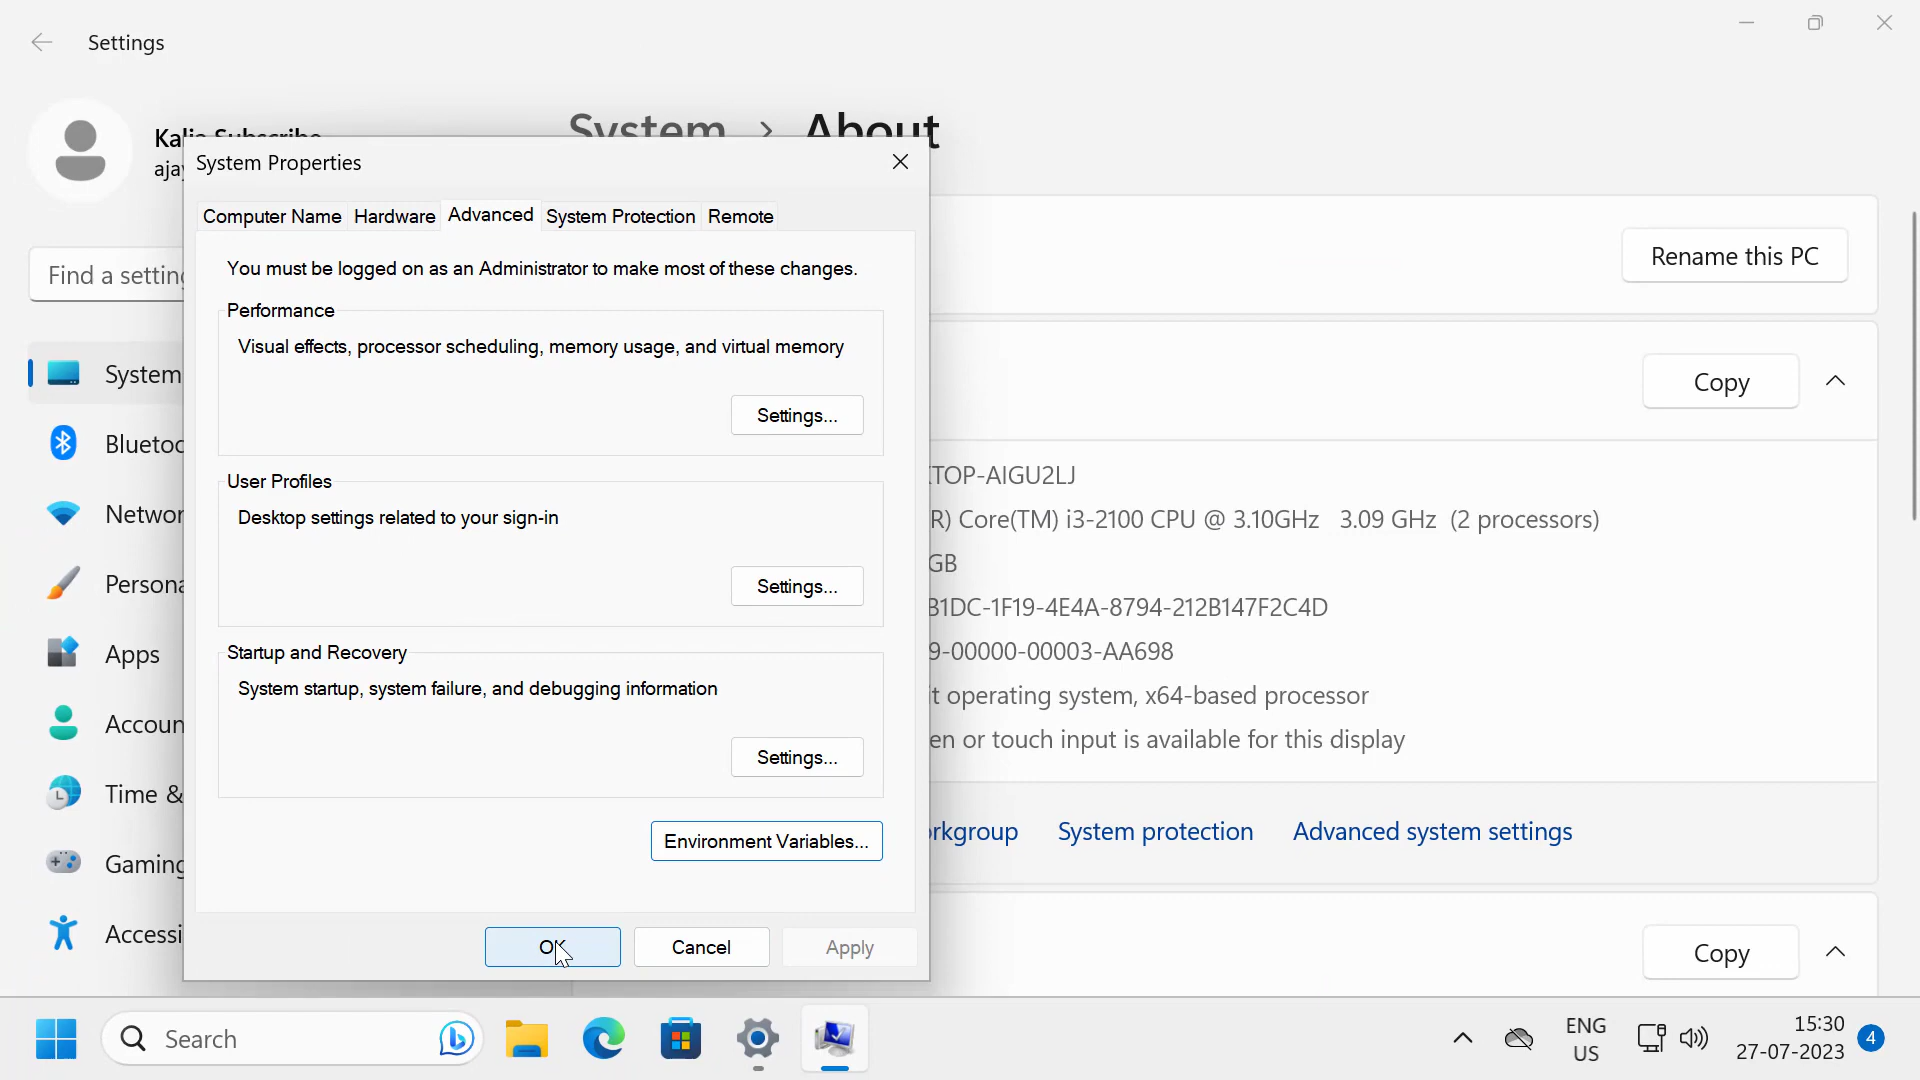 Settings
System > About
System Properties
Computer Name Hardware Advanced System Protection Remote
You must be logged on as an Administrator to make most of these changes.
Performance
Visual effects, processor scheduling, memory usage, and virtual memory
Settings...
User Profiles
Desktop settings related to your sign-in
Settings...
Startup and Recovery
System startup, system failure, and debugging information
Settings...
Environment Variables...
OK Cancel Apply
Find a setting
System
Bluetoo
Networ
Persona
Apps
Accoun
Time &
Gaming
Accessi
Rename this PC
Copy
TOP-AIGU2LJ
R) Core(TM) i3-2100 CPU @ 3.10GHz 3.09 GHz (2 processors)
GB
B1DC-1F19-4E4A-8794-212B147F2C4D
9-00000-00003-AA698
it operating system, x64-based processor
en or touch input is available for this display
orkgroup System protection Advanced system settings
Copy
Search
ENG
US
15:30
27-07-2023
4